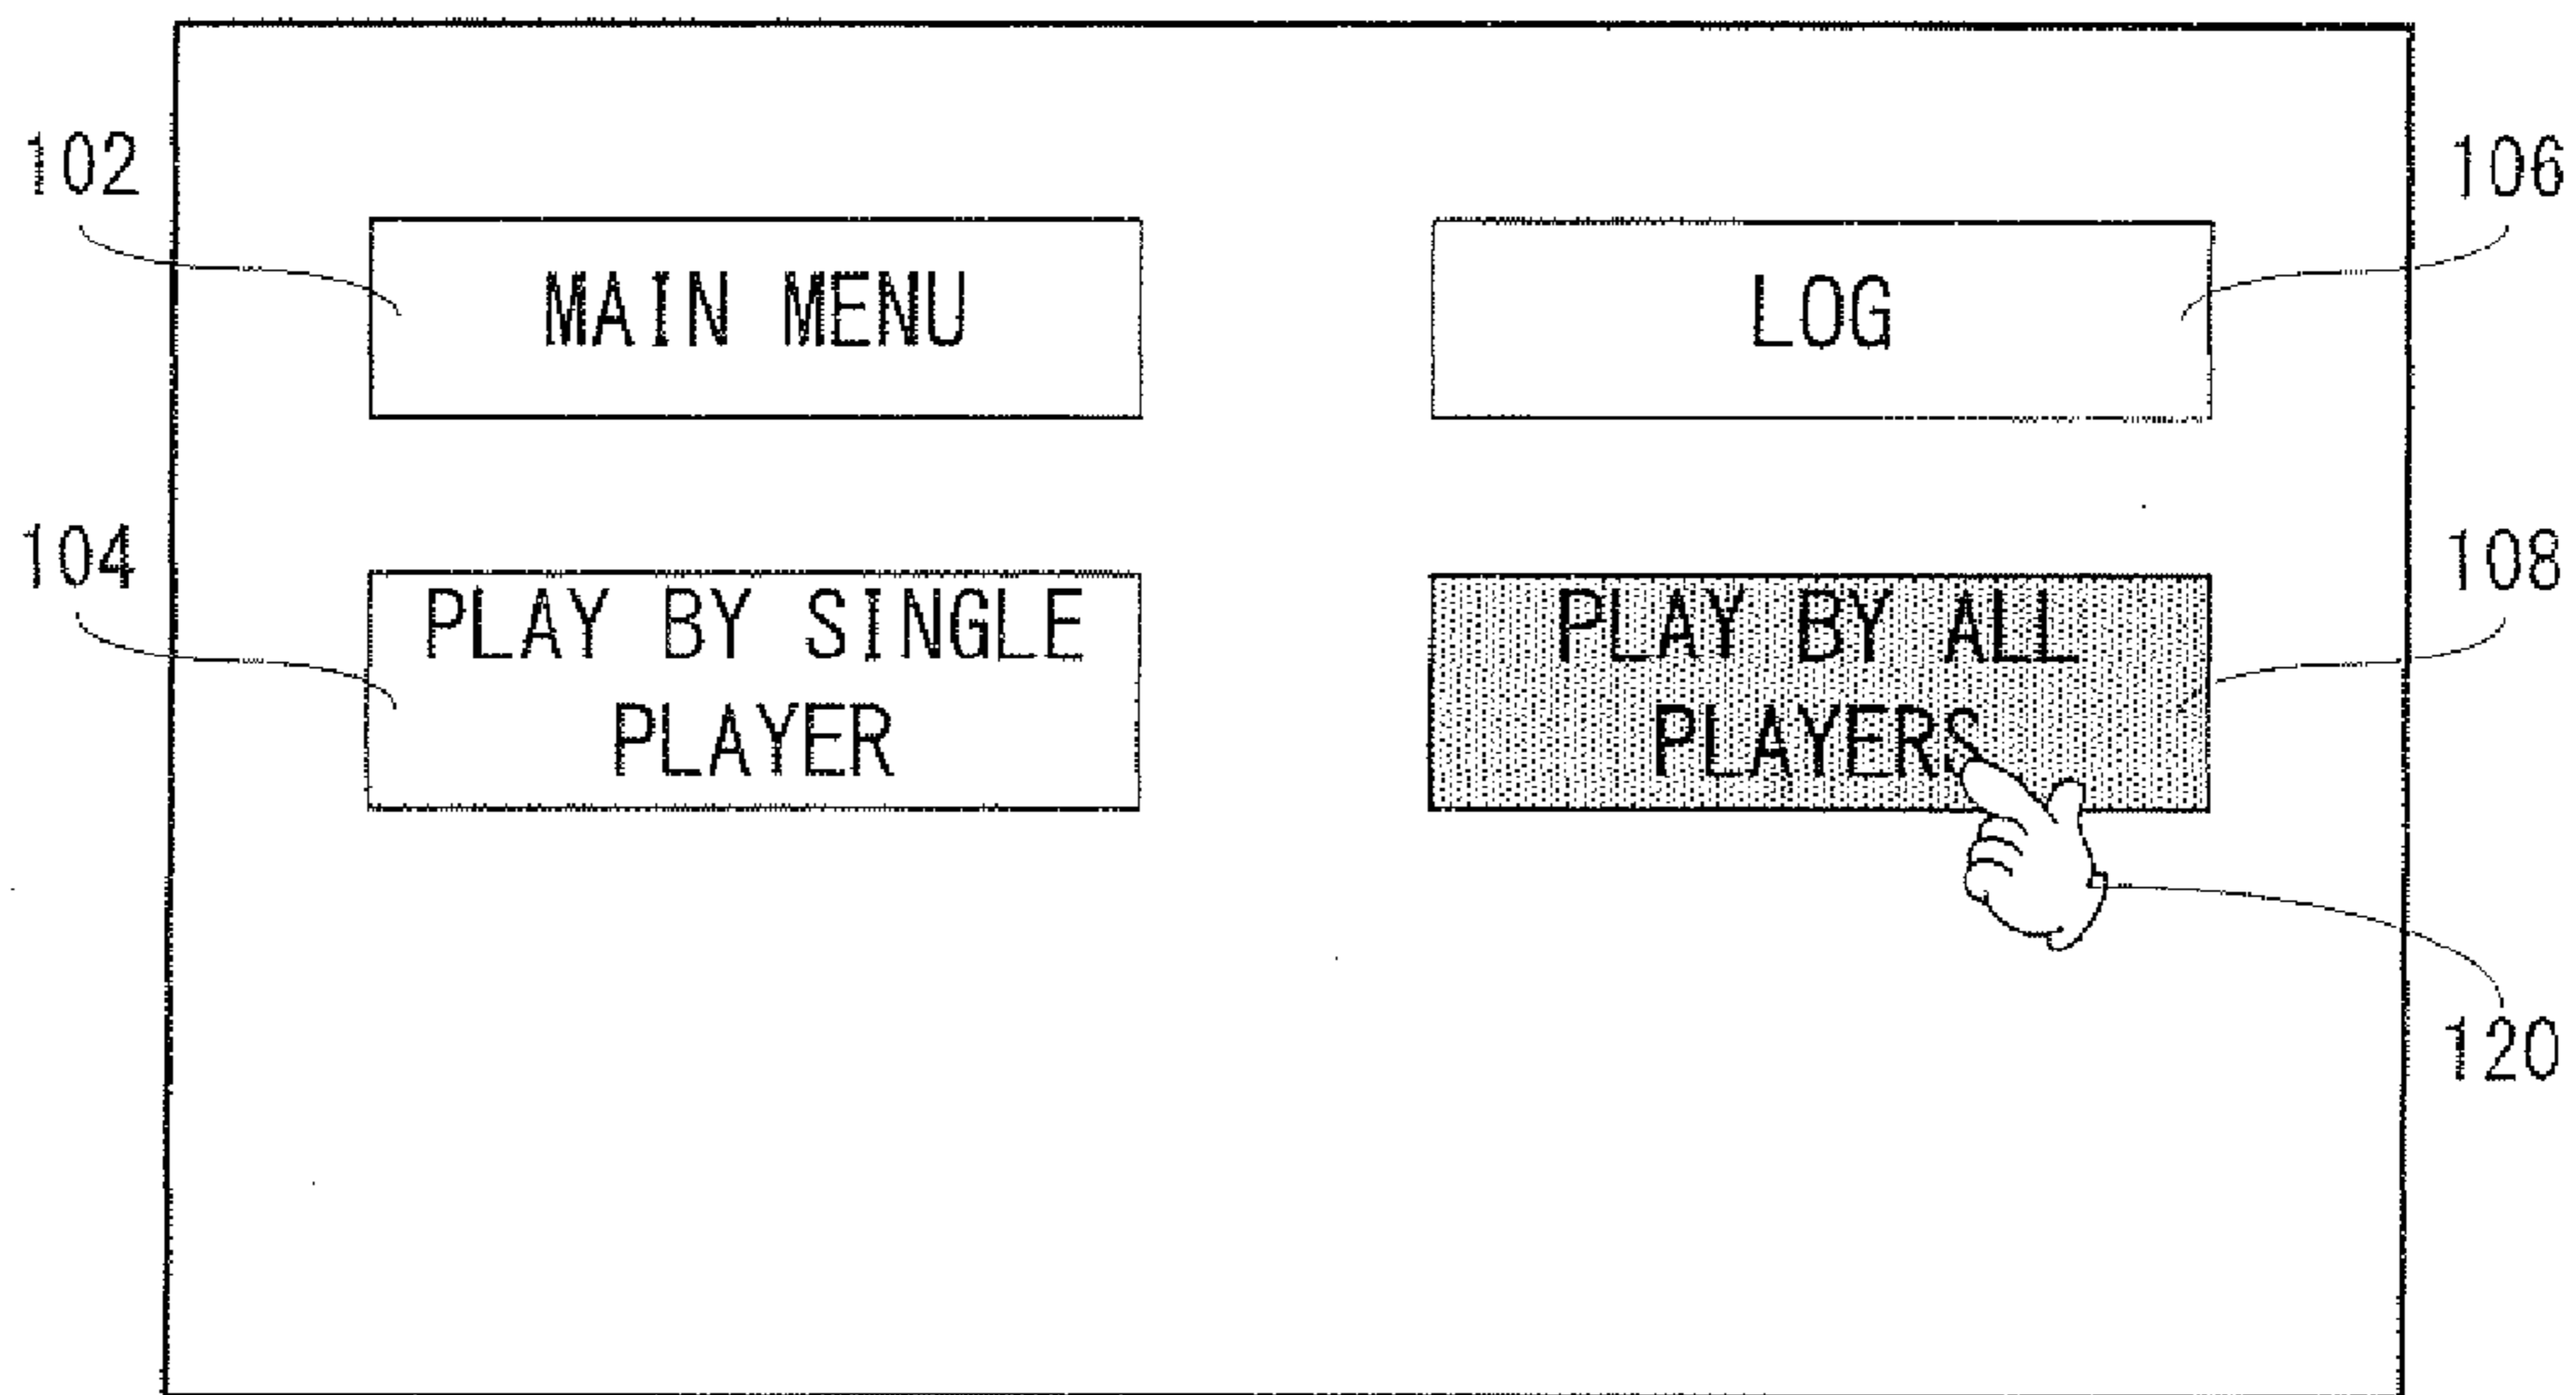 102
106
MAIN MENU
LOG
104
108
PLAY BY SINGLE
PLAYER
PLAY BY ALL
PLAYERS
120